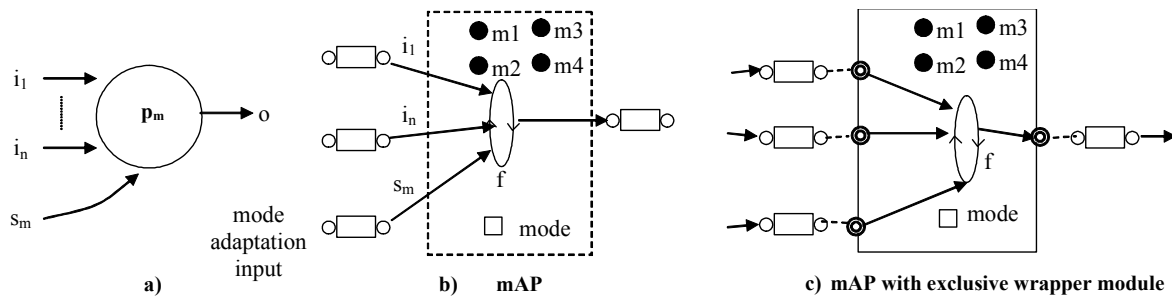 i1
in
sm
pm
o
a)
mode
adaptation
input
i1
in
sm
m1
m3
m2
m4
f
mode
b) mAP
m1
m3
m2
m4
f
mode
c) mAP with exclusive wrapper module